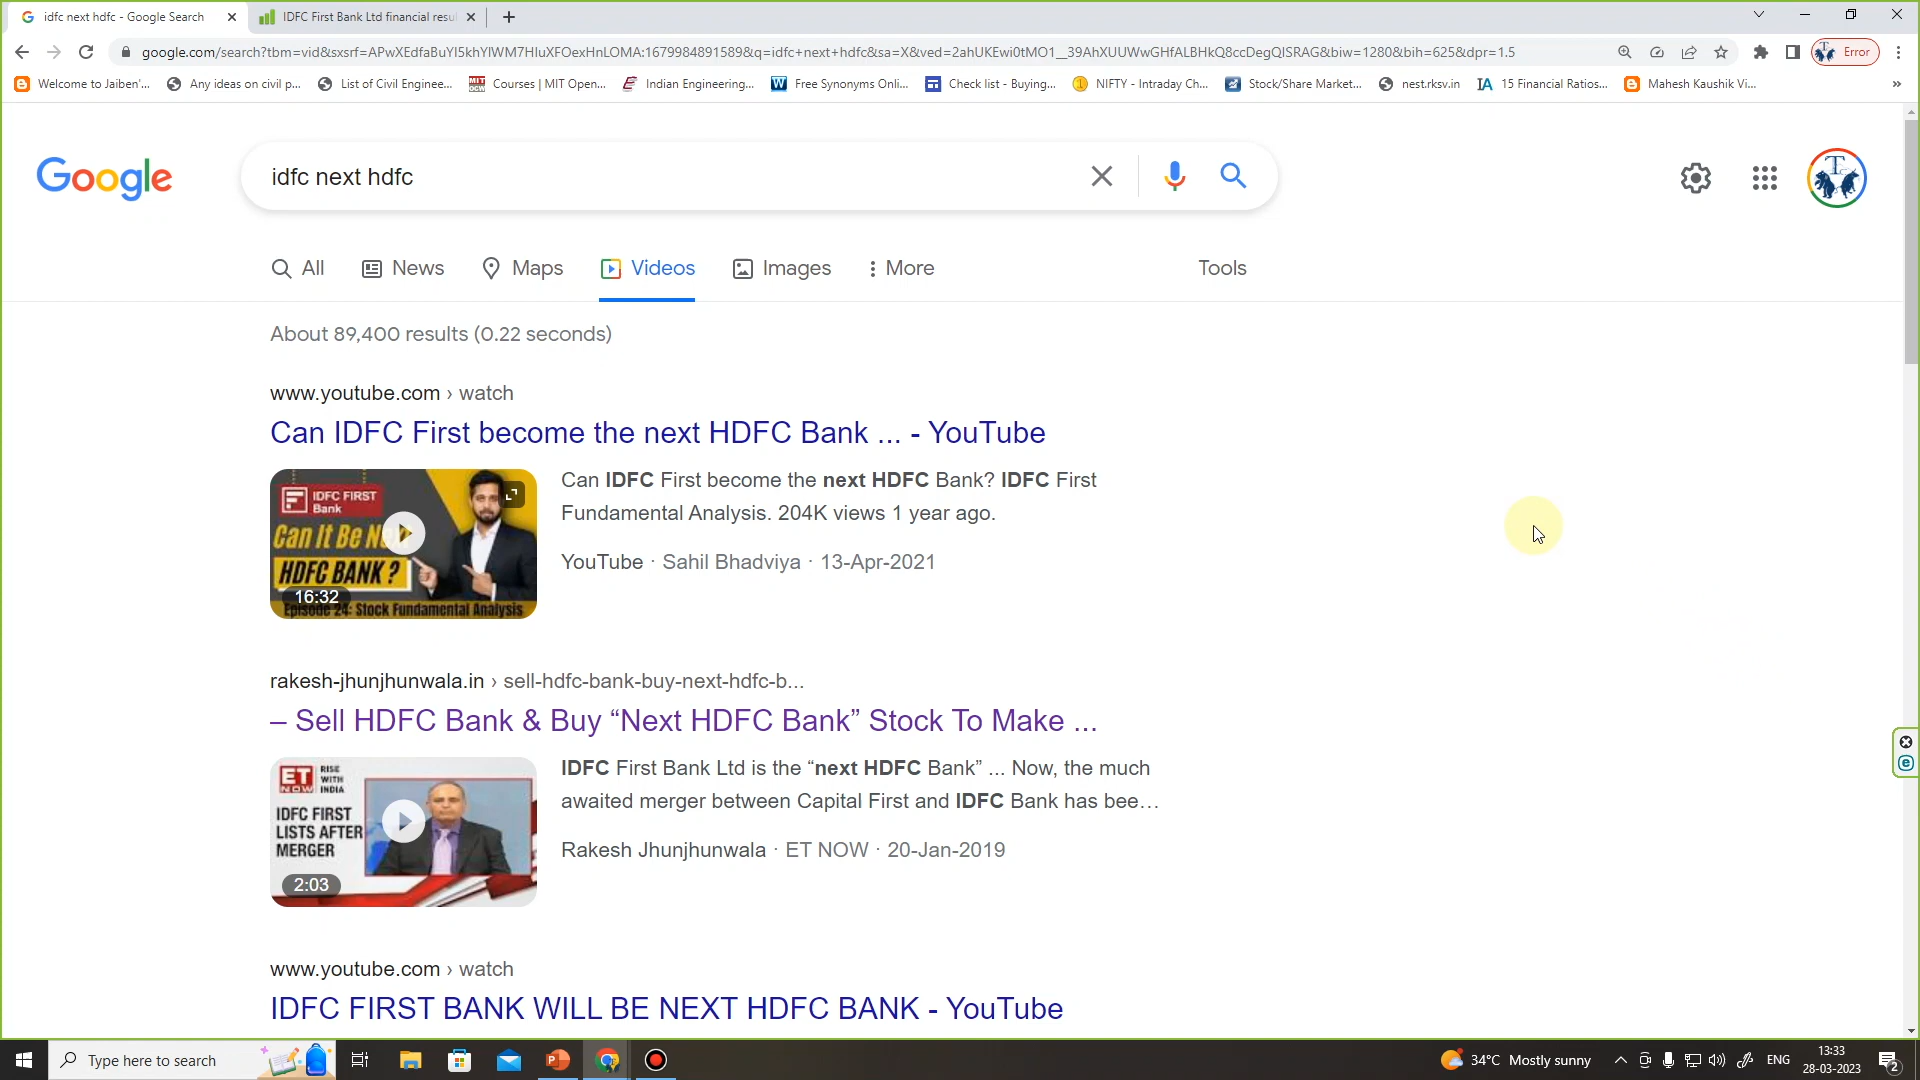 idfc next hdfc - Google Search
IDFC First Bank Ltd financial resul
google.com/search?tbm=vid&sxsrf=APwXEdfaBuYI5khYlWM7HIuXFOexHnLOMA:1679984891589&q=idfc+next+hdfc&sa=X&ved=2ahUKEwi0tMO1__39AhXUUWwGHfALBHkQ8ccDegQISRAG&biw=1280&bih=625&dpr=1.5
Error
Welcome to Jaiben'...
Any ideas on civil p...
List of Civil Enginee...
Courses | MIT Open...
Indian Engineering...
Free Synonyms Onli...
Check list - Buying...
NIFTY - Intraday Ch...
Stock/Share Market...
nest.rksv.in
15 Financial Ratios...
Mahesh Kaushik Vi...
»
Google
idfc next hdfc
All
News
Maps
Videos
Images
More
Tools
About 89,400 results (0.22 seconds)
www.youtube.com › watch
Can IDFC First become the next HDFC Bank ... - YouTube
IDFC FIRST
Bank
Can It Be
HDFC BANK ?
16:32
Episode 24: Stock Fundamental Analysis
Can IDFC First become the next HDFC Bank? IDFC First
Fundamental Analysis. 204K views 1 year ago.
YouTube · Sahil Bhadviya · 13-Apr-2021
rakesh-jhunjhunwala.in › sell-hdfc-bank-buy-next-hdfc-b...
– Sell HDFC Bank & Buy “Next HDFC Bank” Stock To Make ...
ET NOW
RISE
WITH
INDIA
IDFC FIRST
LISTS AFTER
MERGER
2:03
IDFC First Bank Ltd is the “next HDFC Bank” ... Now, the much
awaited merger between Capital First and IDFC Bank has bee...
Rakesh Jhunjhunwala · ET NOW · 20-Jan-2019
www.youtube.com › watch
IDFC FIRST BANK WILL BE NEXT HDFC BANK - YouTube
Type here to search
34°C Mostly sunny
ENG
13:33
28-03-2023
2